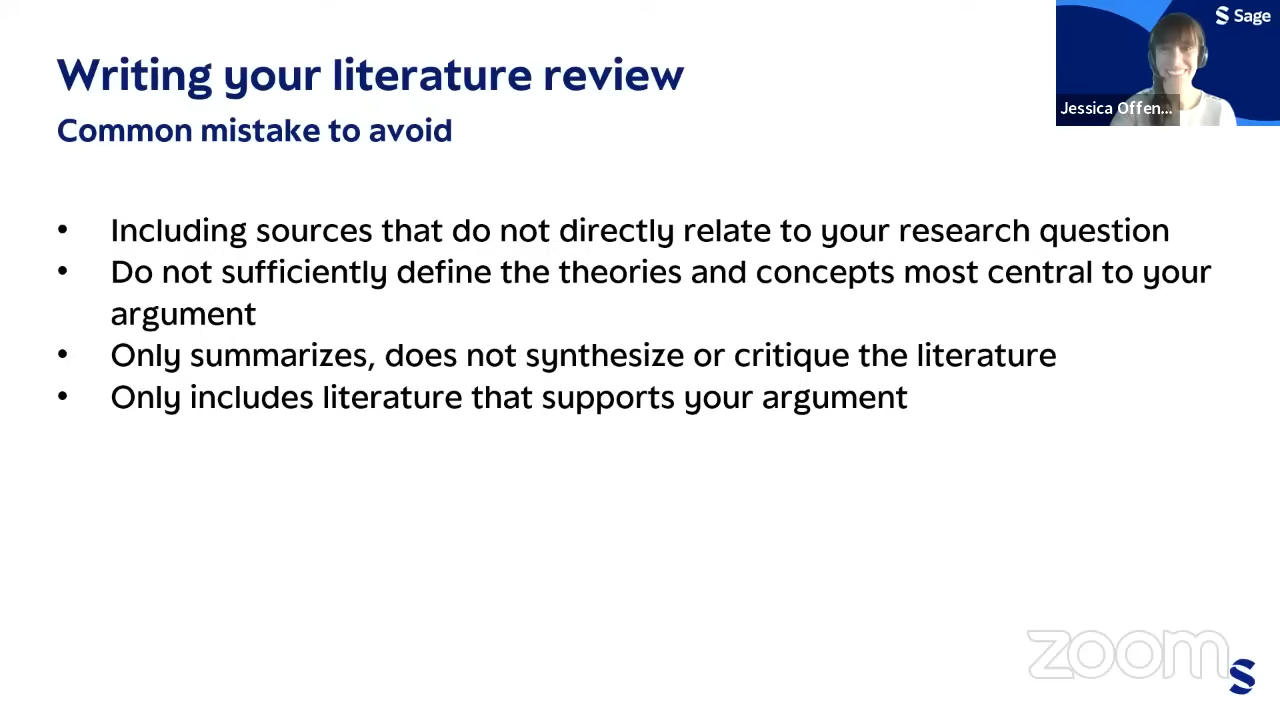 Writing your literature review
Sage
Common mistake to avoid
Jessica Offen...
• Including sources that do not directly relate to your research question
• Do not sufficiently define the theories and concepts most central to your
argument
• Only summarizes, does not synthesize or critique the literature
• Only includes literature that supports your argument
zoom